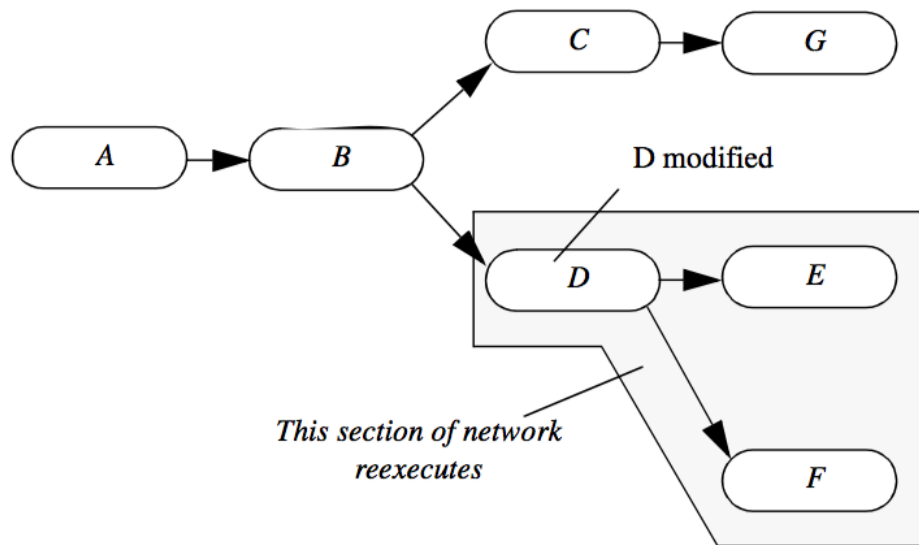 C
G
A
B
D modified
D
E
This section of network
reexecutes
F